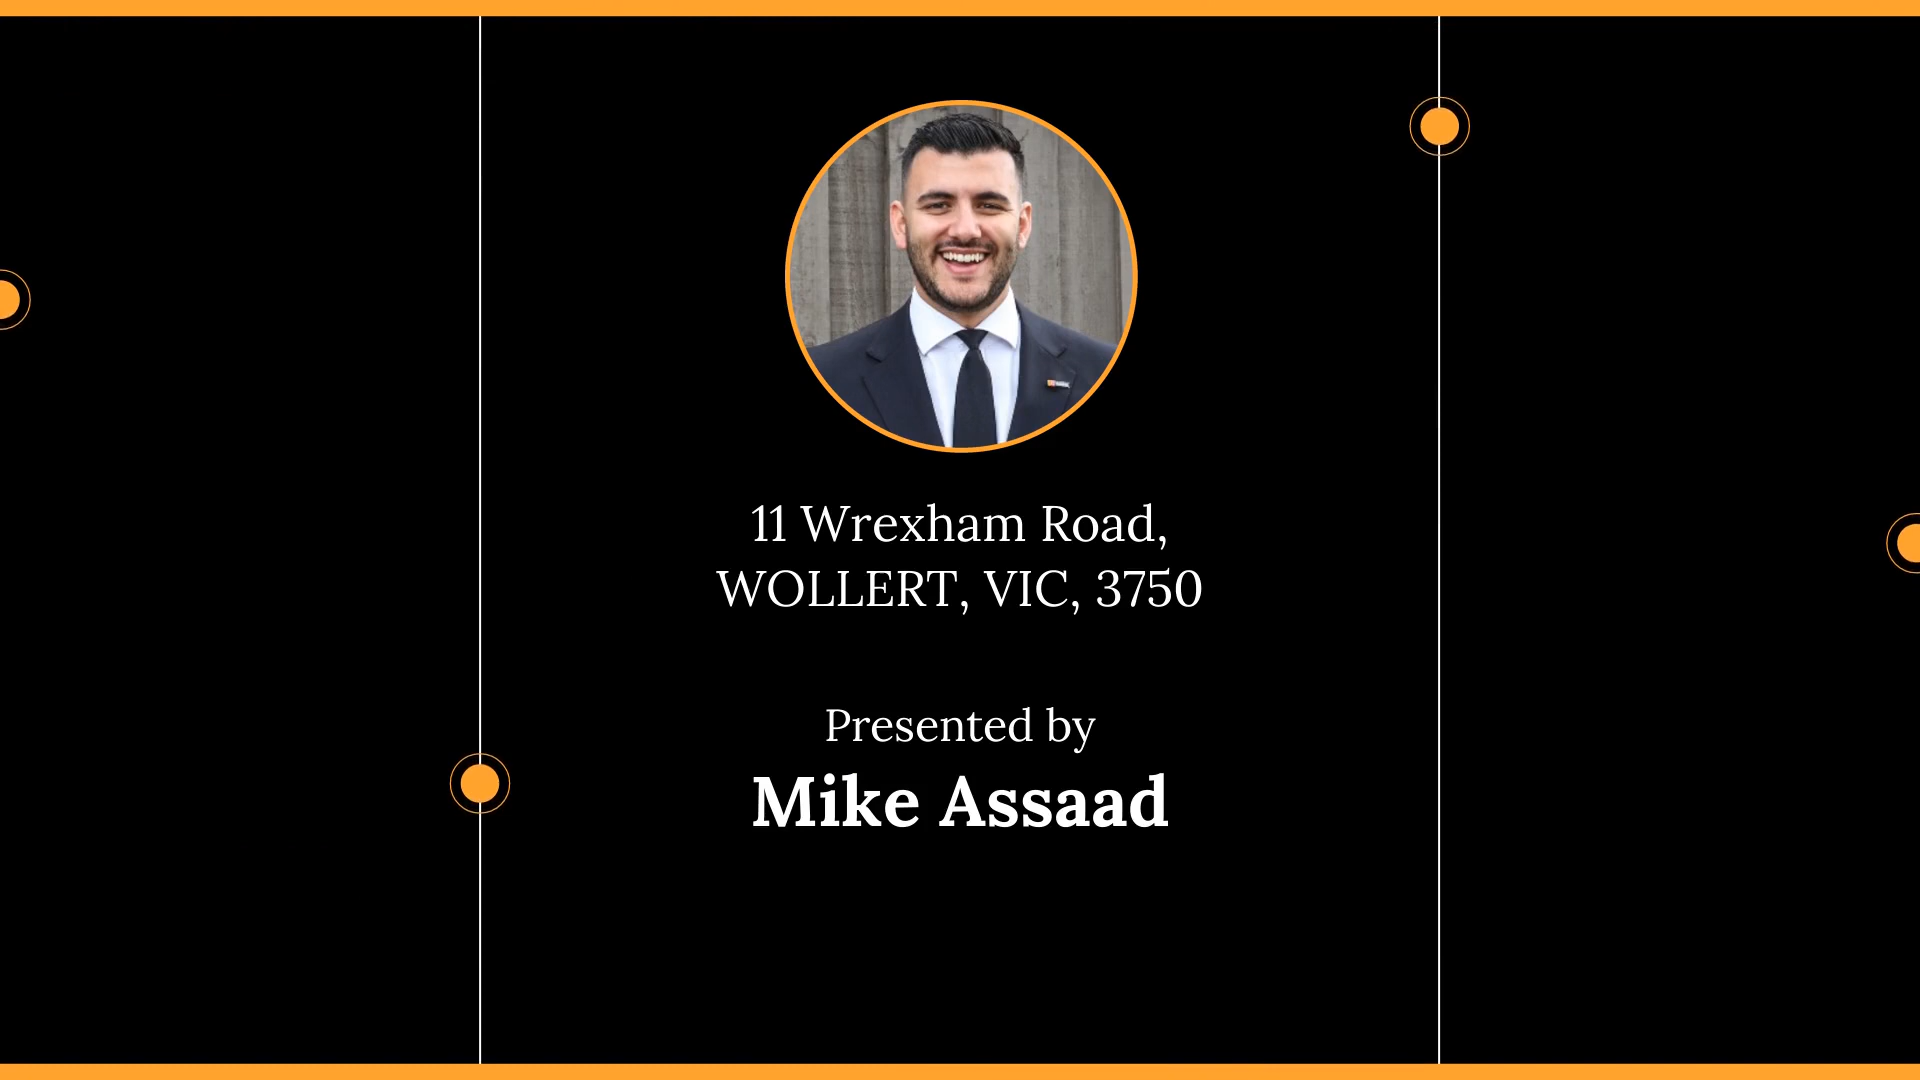 11 Wrexham Road,
WOLLERT, VIC, 3750
Presented by
Mike Assaad